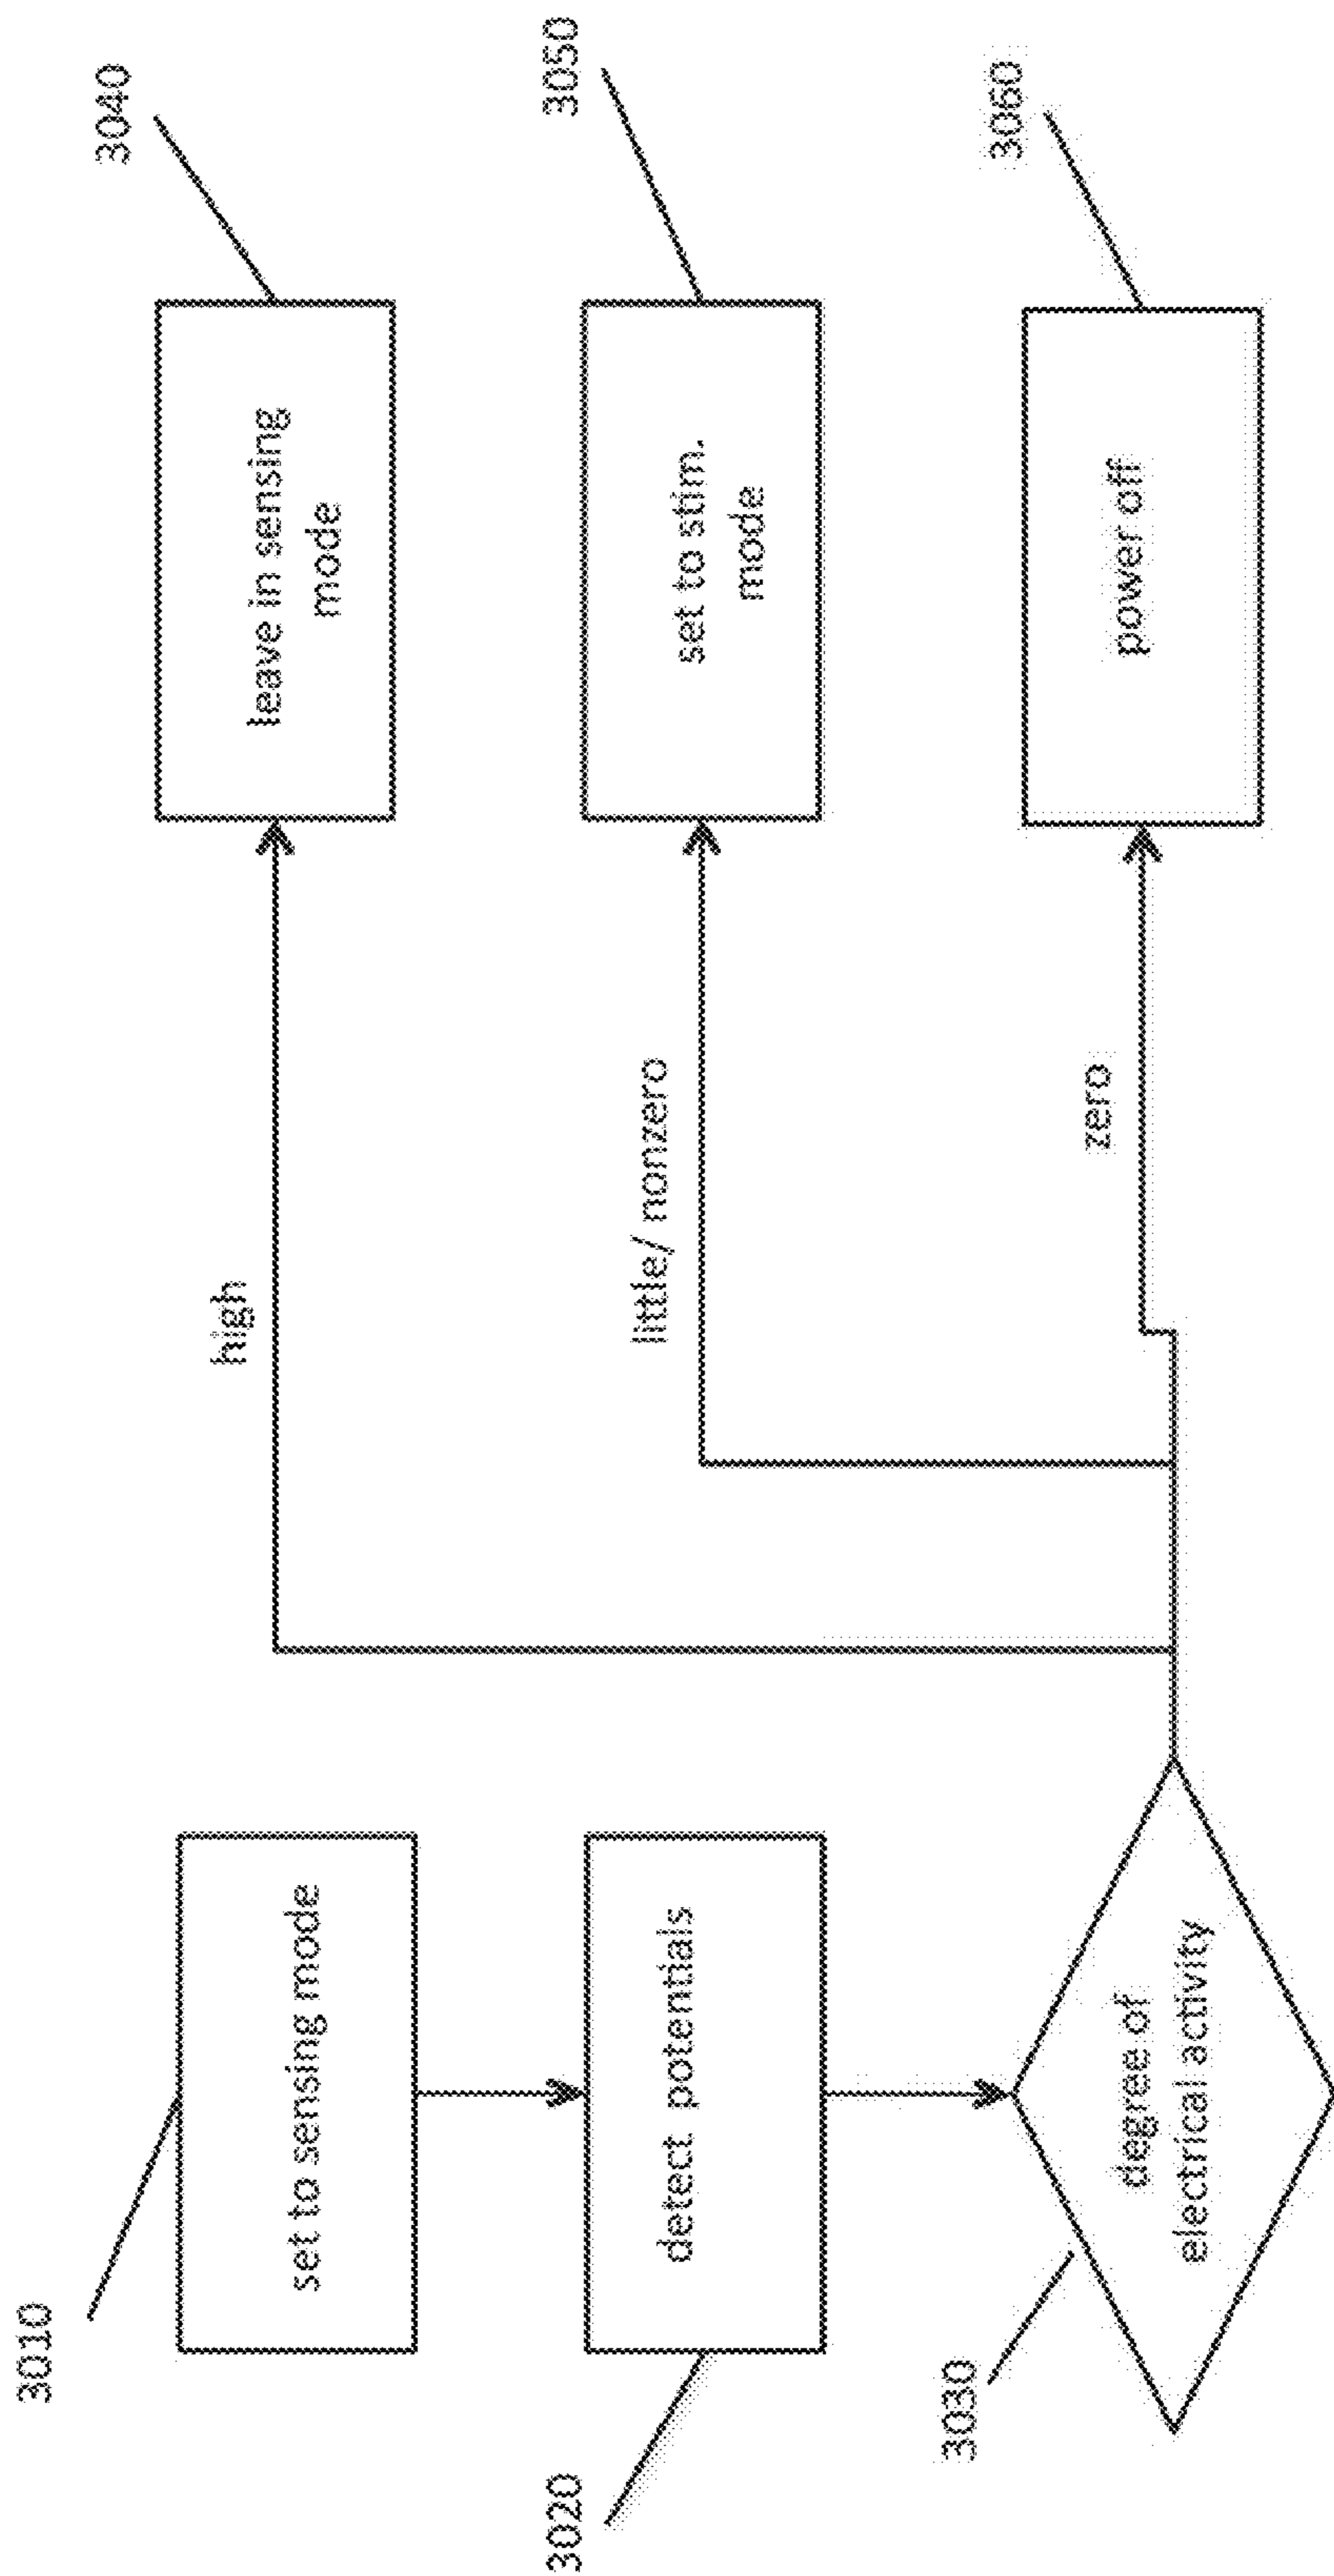 3010
set to sensing mode
3020
detect potentials
3030
degree of
electrical activity
high
little/ nonzero
zero
3040
leave in sensing
mode
3050
set to stim.
mode
3060
power off